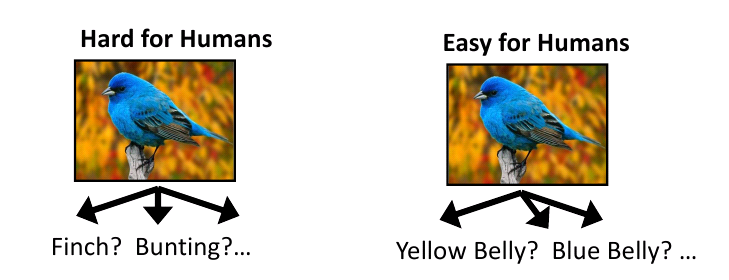 Hard for Humans
Easy for Humans
Finch? Bunting?...
Yellow Belly? Blue Belly? ...